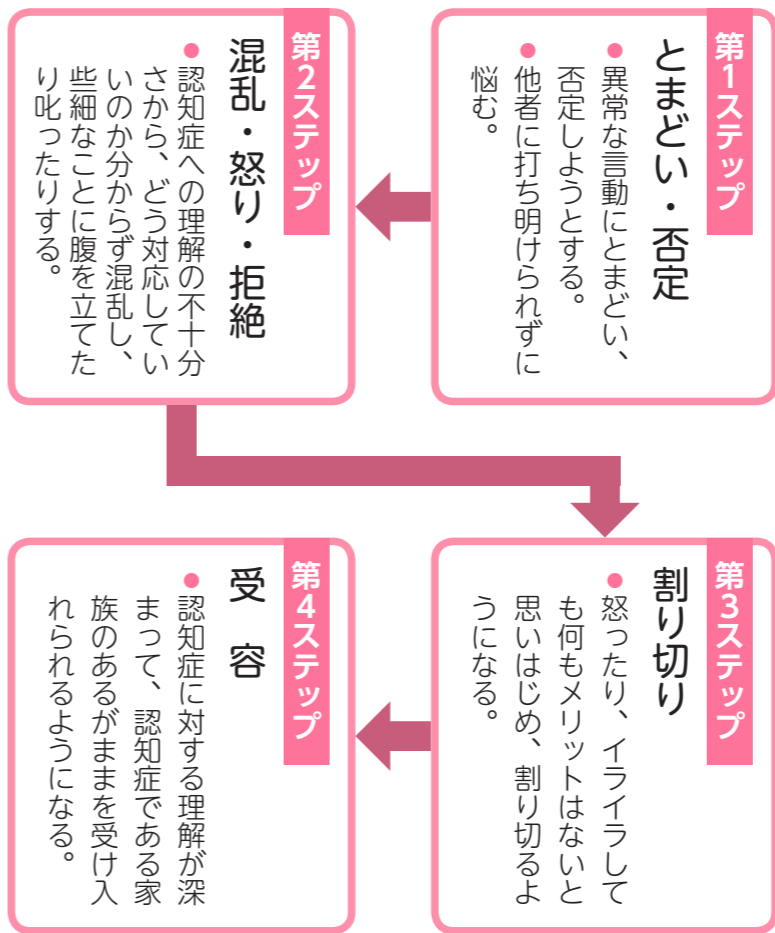 第1ステップ
とまどい・否定
● 異常な言動にとまどい、
否定しようとする。
● 他者に打ち明けられずに
悩む。
第2ステップ
混乱・怒り・拒絶
● 認知症への理解の不十分
さから、どう対応してい
いのか分からず混乱し、
些細なことに腹を立てた
り叱ったりする。
第3ステップ
割り切り
● 怒ったり、イライラして
も何もメリットはないと
思いはじめ、割り切るよ
うになる。
第4ステップ
受　容
● 認知症に対する理解が深
まって、認知症である家
族のあるがままを受け入
れられるようになる。